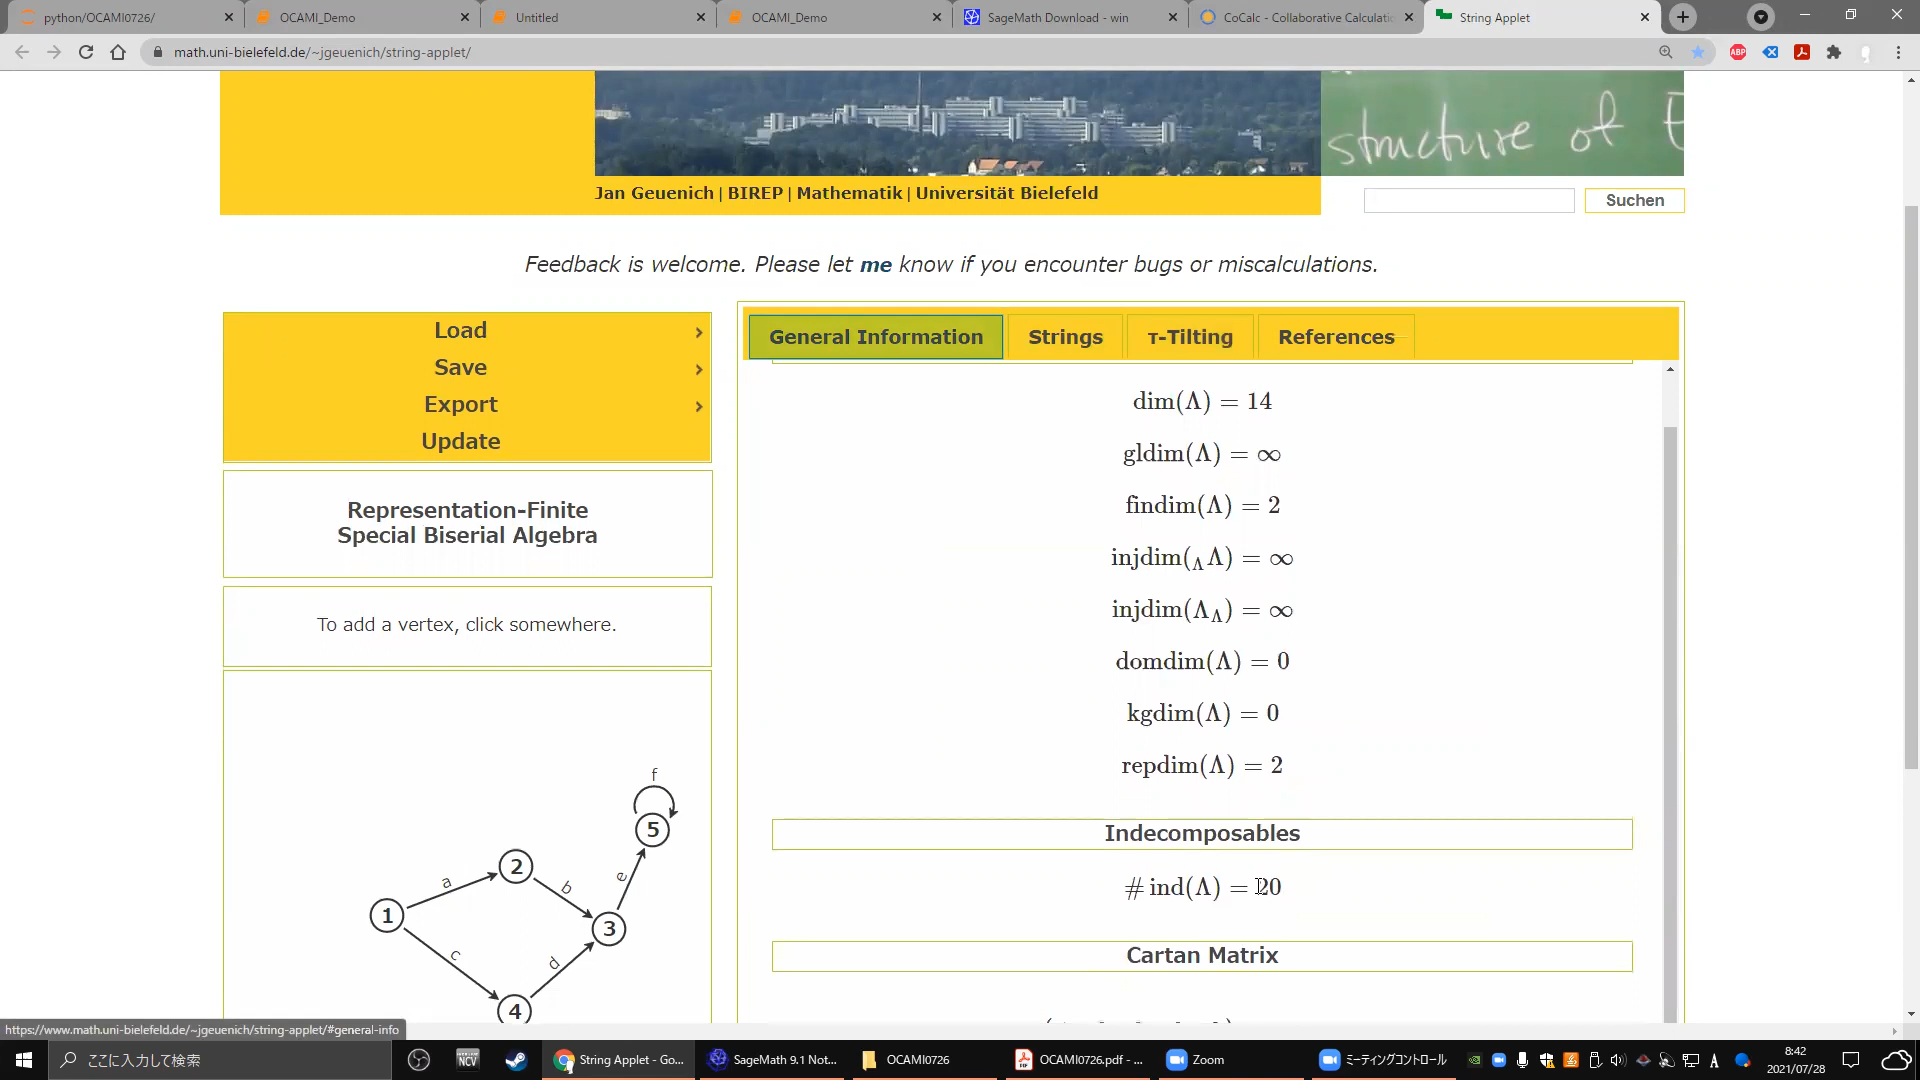 python/OCAMI0726/
OCAMI_Demo
Untitled
OCAMI_Demo
SageMath Download - win
CoCalc - Collaborative Calculati
String Applet
math.uni-bielefeld.de/~jgeuenich/string-applet/
ABP
structure of
Jan Geuenich | BIREP | Mathematik | Universität Bielefeld
Suchen
Feedback is welcome. Please let me know if you encounter bugs or miscalculations.
Load
Save
Export
Update
General Information
Strings
τ-Tilting
References
Representation-Finite
Special Biserial Algebra
To add a vertex, click somewhere.
dim(Λ) = 14
gldim(Λ) = ∞
findim(Λ) = 2
injdim(ΛΛ) = ∞
injdim(ΛΛ) = ∞
domdim(Λ) = 0
kgdim(Λ) = 0
repdim(Λ) = 2
Indecomposables
# ind(Λ) = 20
Cartan Matrix
f
5
2
a
b
e
1
3
c
d
4
https://www.math.uni-bielefeld.de/~jgeuenich/string-applet/#general-info
ここに入力して検索
NCV
String Applet - Go...
SageMath 9.1 Not...
OCAMI0726
OCAMI0726.pdf - ...
Zoom
ミーティングコントロール
A
8:42
2021/07/28